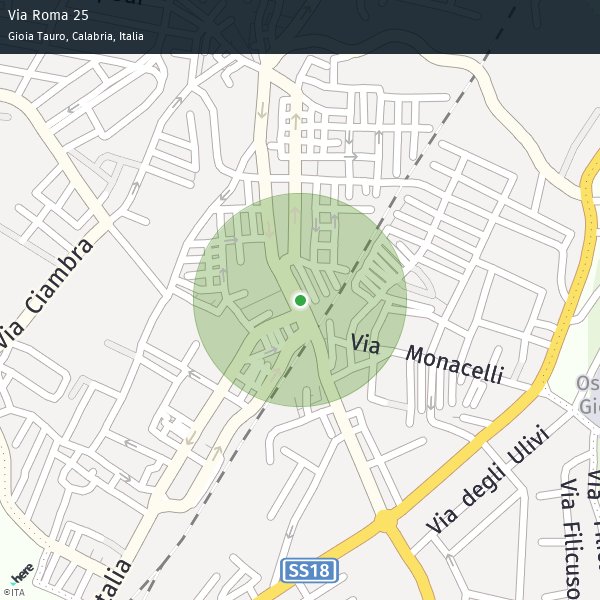 Via Roma 25
Gioia Tauro, Calabria, Italia
Via Ciambra
Via Monacelli
Os
Gio
Via degli Ulivi
Via Filicuso
Via
SS18
talia
here
©ITA